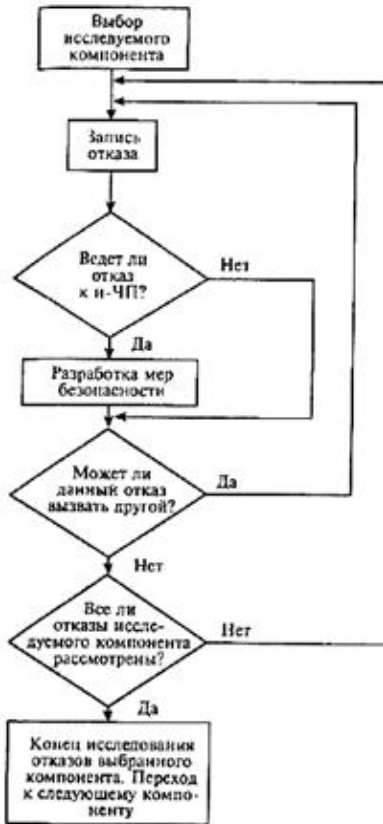 Выбор
исследуемого
компонента
Запись
отказа
Ведет ли
отказ
к и-ЧП?
Нет
Да
Разработка мер
безопасности
Может ли
данный отказ
вызвать другой?
Да
Нет
Все ли
отказы иссле-
дуемого компонента
рассмотрены?
Нет
Да
Конец исследования
отказов выбранного
компонента. Переход
к следующему компо-
ненту